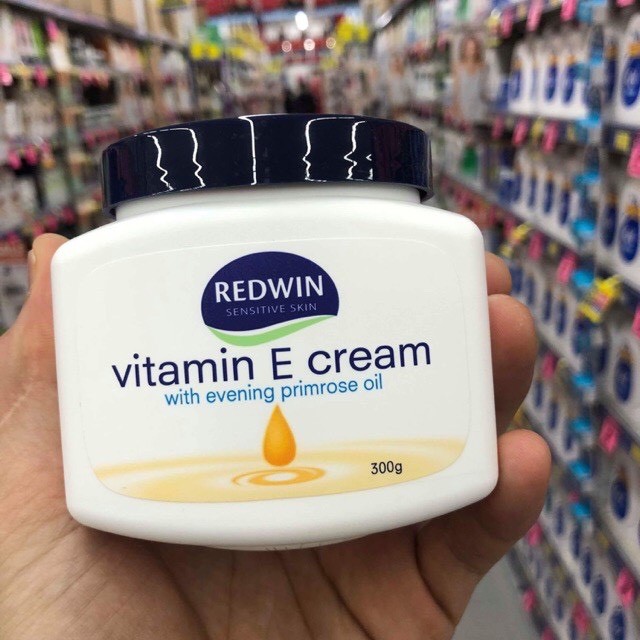 REDWIN
SENSITIVE SKIN
vitamin E cream
with evening primrose oil
300g